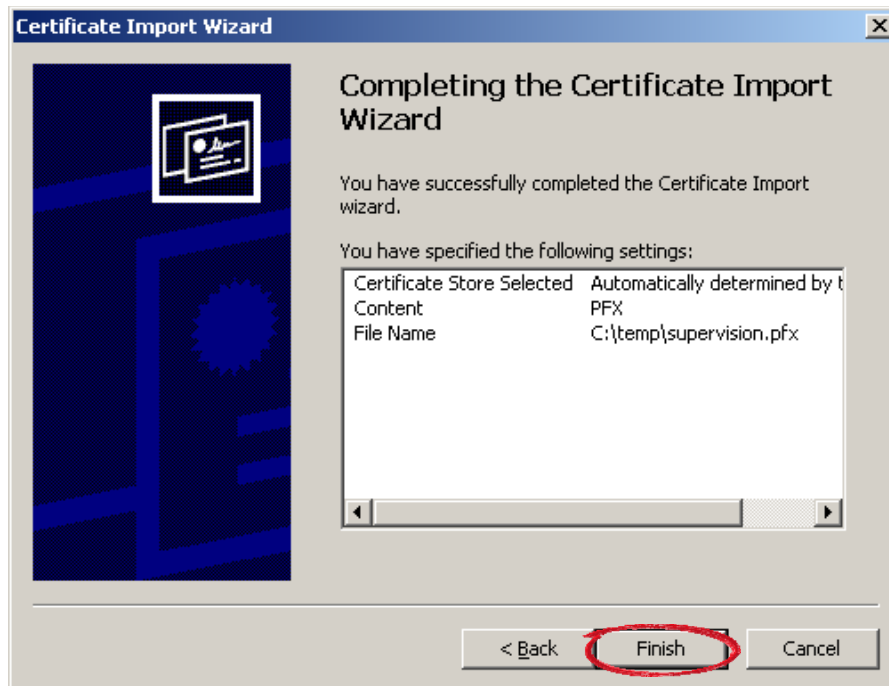 Certificate Import Wizard
Completing the Certificate Import
Wizard
You have successfully completed the Certificate Import
wizard.
You have specified the following settings:
Certificate Store Selected Automatically determined by t
Content PFX
File Name C:\temp\supervision.pfx
< Back Finish Cancel